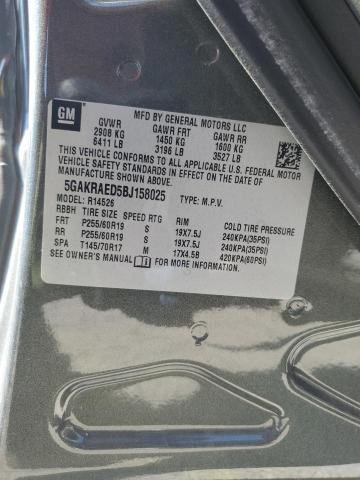 GM
MFD BY GENERAL MOTORS LLC
GVWR GAWR FRT GAWR RR
2908 KG 1450 KG 1600 KG
6411 LB 3196 LB 3527 LB
THIS VEHICLE CONFORMS TO ALL APPLICABLE U.S. FEDERAL MOTOR
VEHICLE SAFETY STANDARDS IN EFFECT ON THE DATE OF
MANUFACTURE SHOWN ABOVE.
5GAKRAED5BJ158025 TYPE: M.P.V.
MODEL: R14526
RBBH TIRE SIZE SPEED RTG RIM COLD TIRE PRESSURE
FRT P255/60R19 S 19X7.5J 240KPA(35PSI)
RR P255/60R19 S 19X7.5J 240KPA(35PSI)
SPA T145/70R17 M 17X4.5B 420KPA(60PSI)
SEE OWNER'S MANUAL FOR MORE INFORMATION.